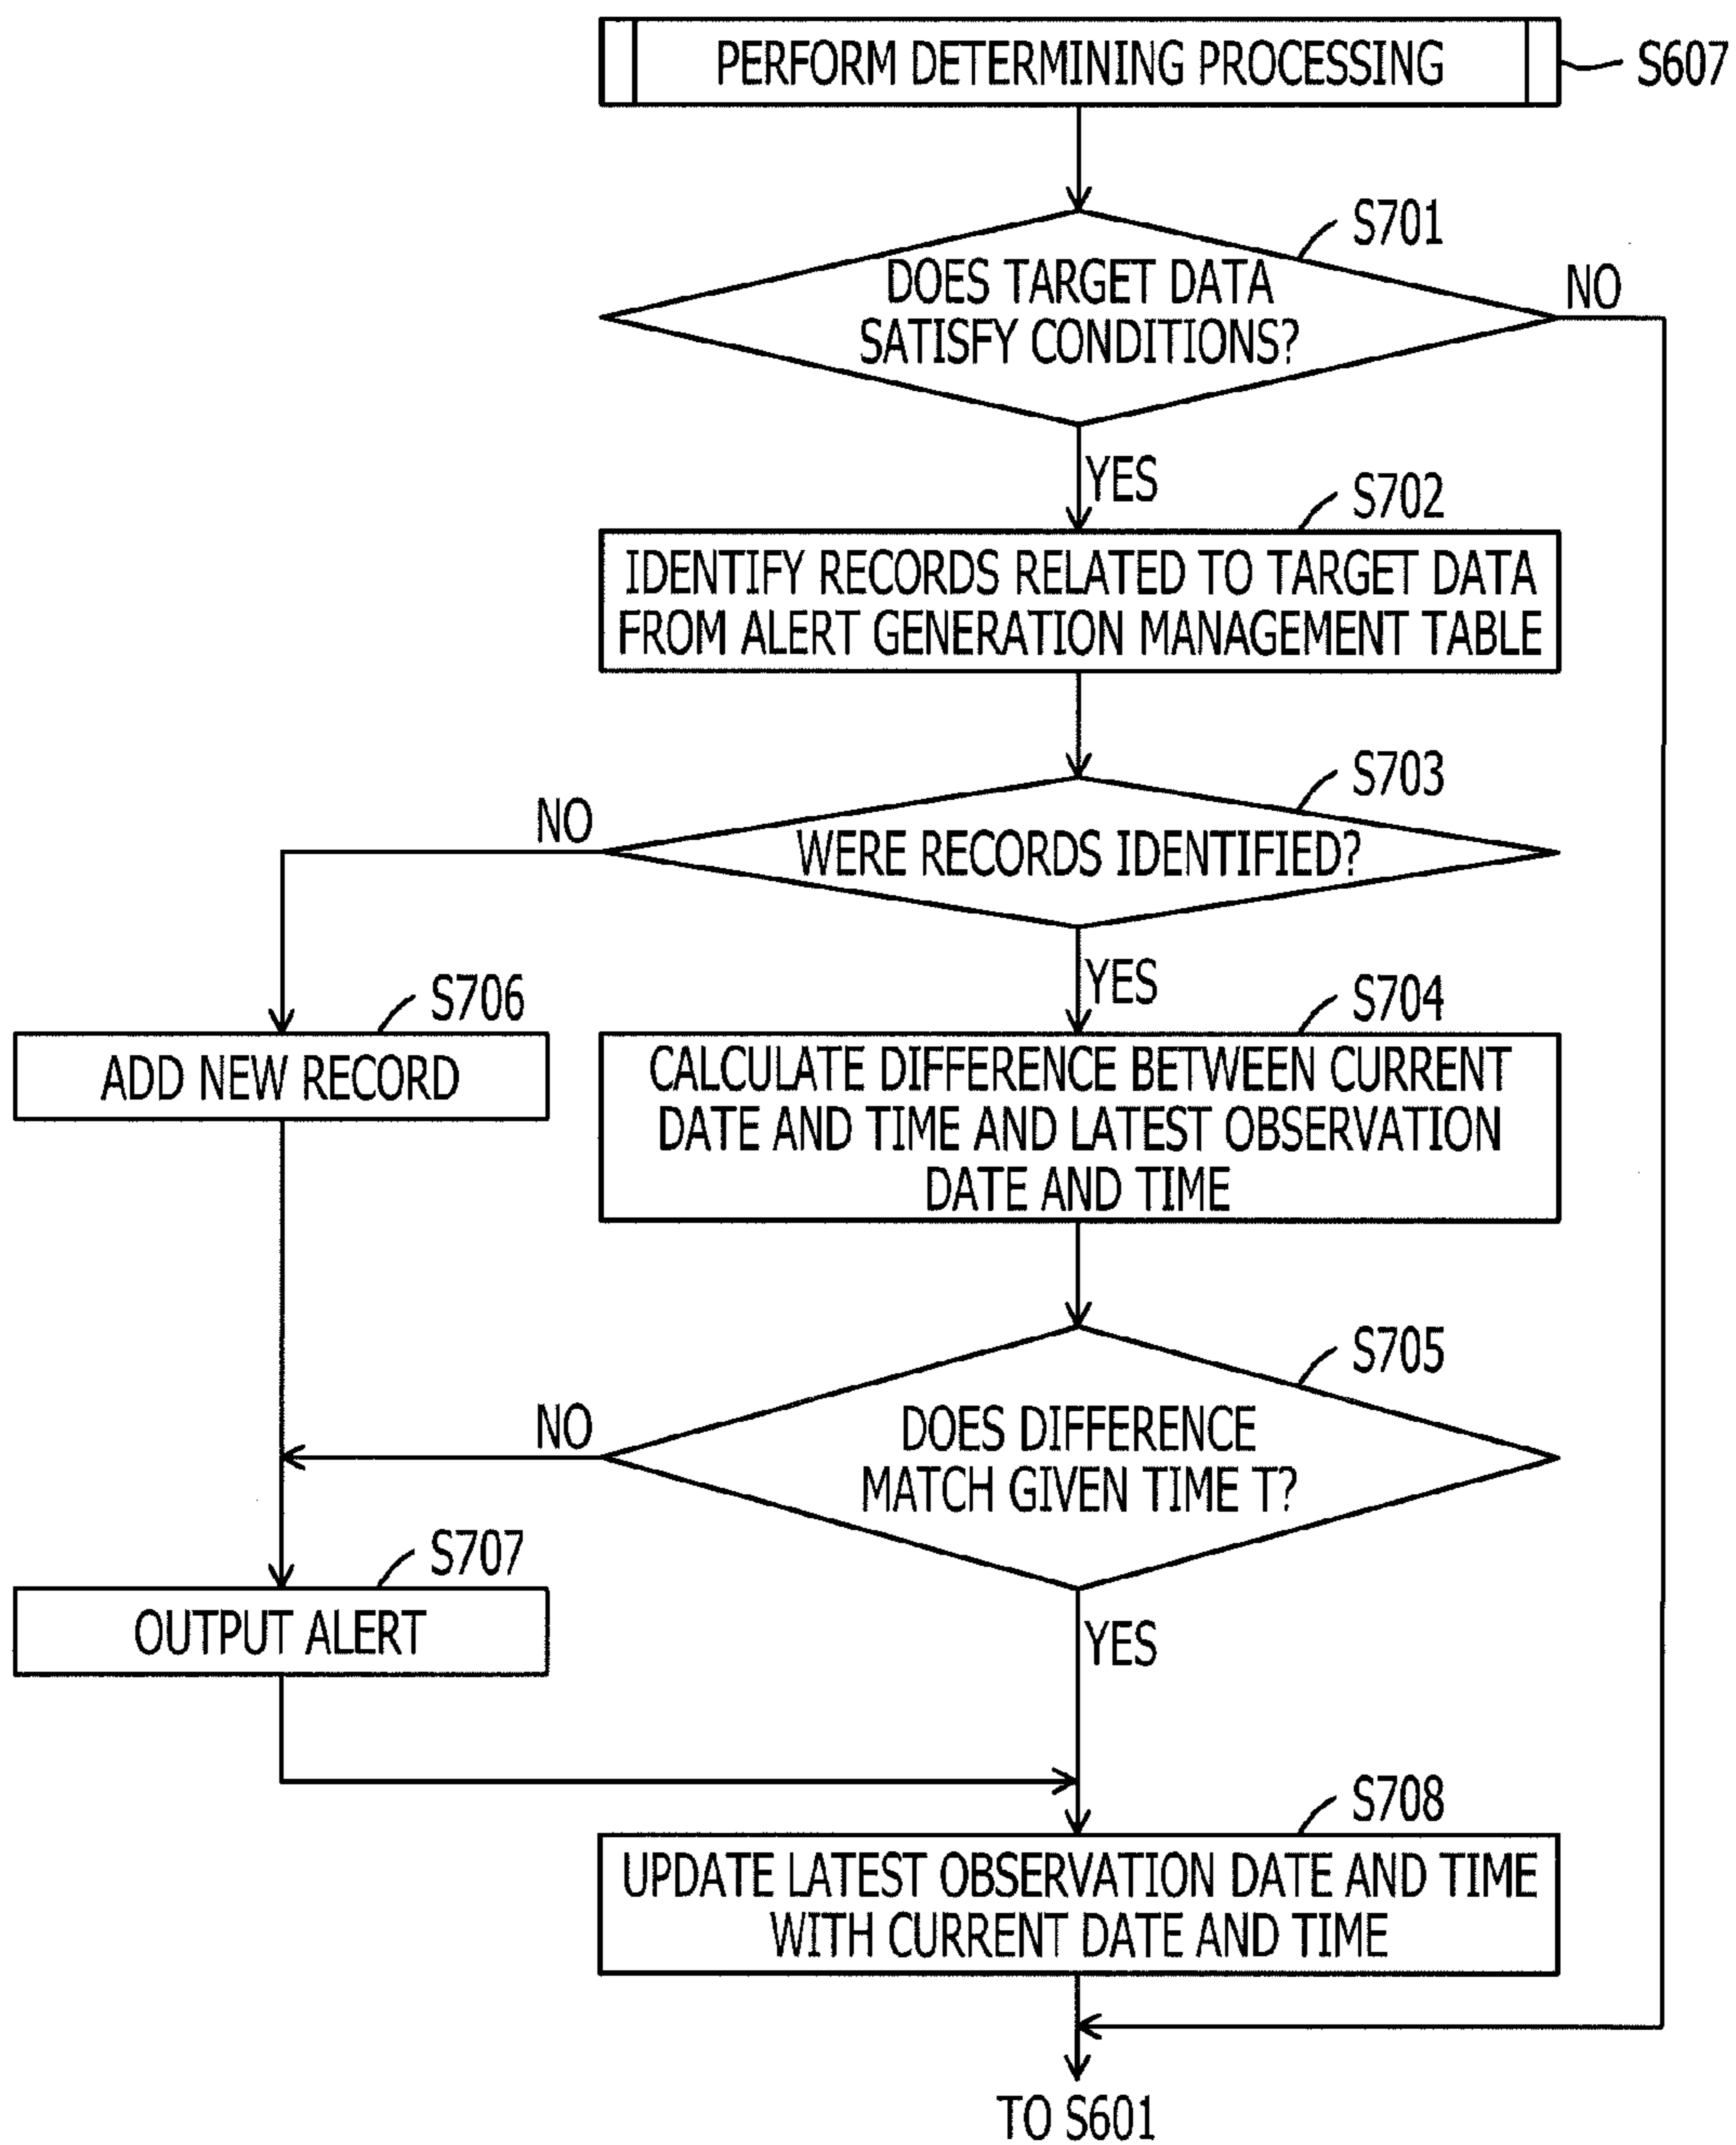 PERFORM DETERMINING PROCESSING
S607
S701
DOES TARGET DATA
SATISFY CONDITIONS?
NO
YES
S702
IDENTIFY RECORDS RELATED TO TARGET DATA
FROM ALERT GENERATION MANAGEMENT TABLE
S703
NO
WERE RECORDS IDENTIFIED?
YES
S706
ADD NEW RECORD
S704
CALCULATE DIFFERENCE BETWEEN CURRENT
DATE AND TIME AND LATEST OBSERVATION
DATE AND TIME
S705
NO
DOES DIFFERENCE
MATCH GIVEN TIME T?
S707
OUTPUT ALERT
YES
S708
UPDATE LATEST OBSERVATION DATE AND TIME
WITH CURRENT DATE AND TIME
TO S601